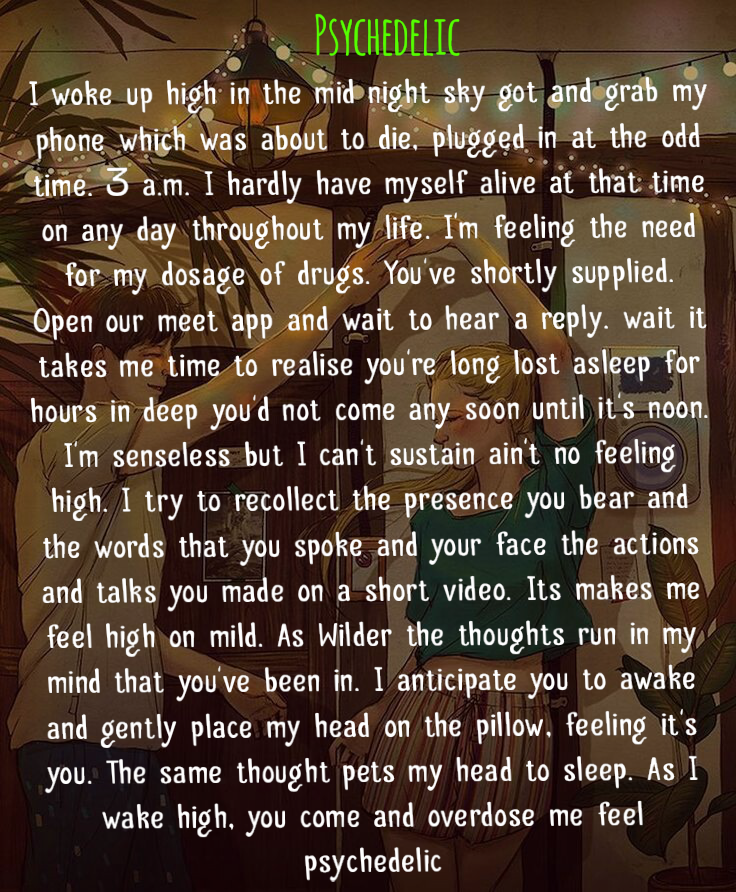 Psychedelic
I woke up high in the mid night sky got and grab my
phone which was about to die, plugged in at the odd
time. 3 a.m. I hardly have myself alive at that time
on any day throughout my life. I'm feeling the need
for my dosage of drugs. You've shortly supplied.
Open our meet app and wait to hear a reply. wait it
takes me time to realise you're long lost asleep for
hours in deep you'd not come any soon until it's noon.
I'm senseless but I can't sustain ain't no feeling
high. I try to recollect the presence you bear and
the words that you spoke and your face the actions
and talks you made on a short video. Its makes me
feel high on mild. As Wilder the thoughts run in my
mind that you've been in. I anticipate you to awake
and gently place my head on the pillow, feeling it's
you. The same thought pets my head to sleep. As I
wake high, you come and overdose me feel
psychedelic